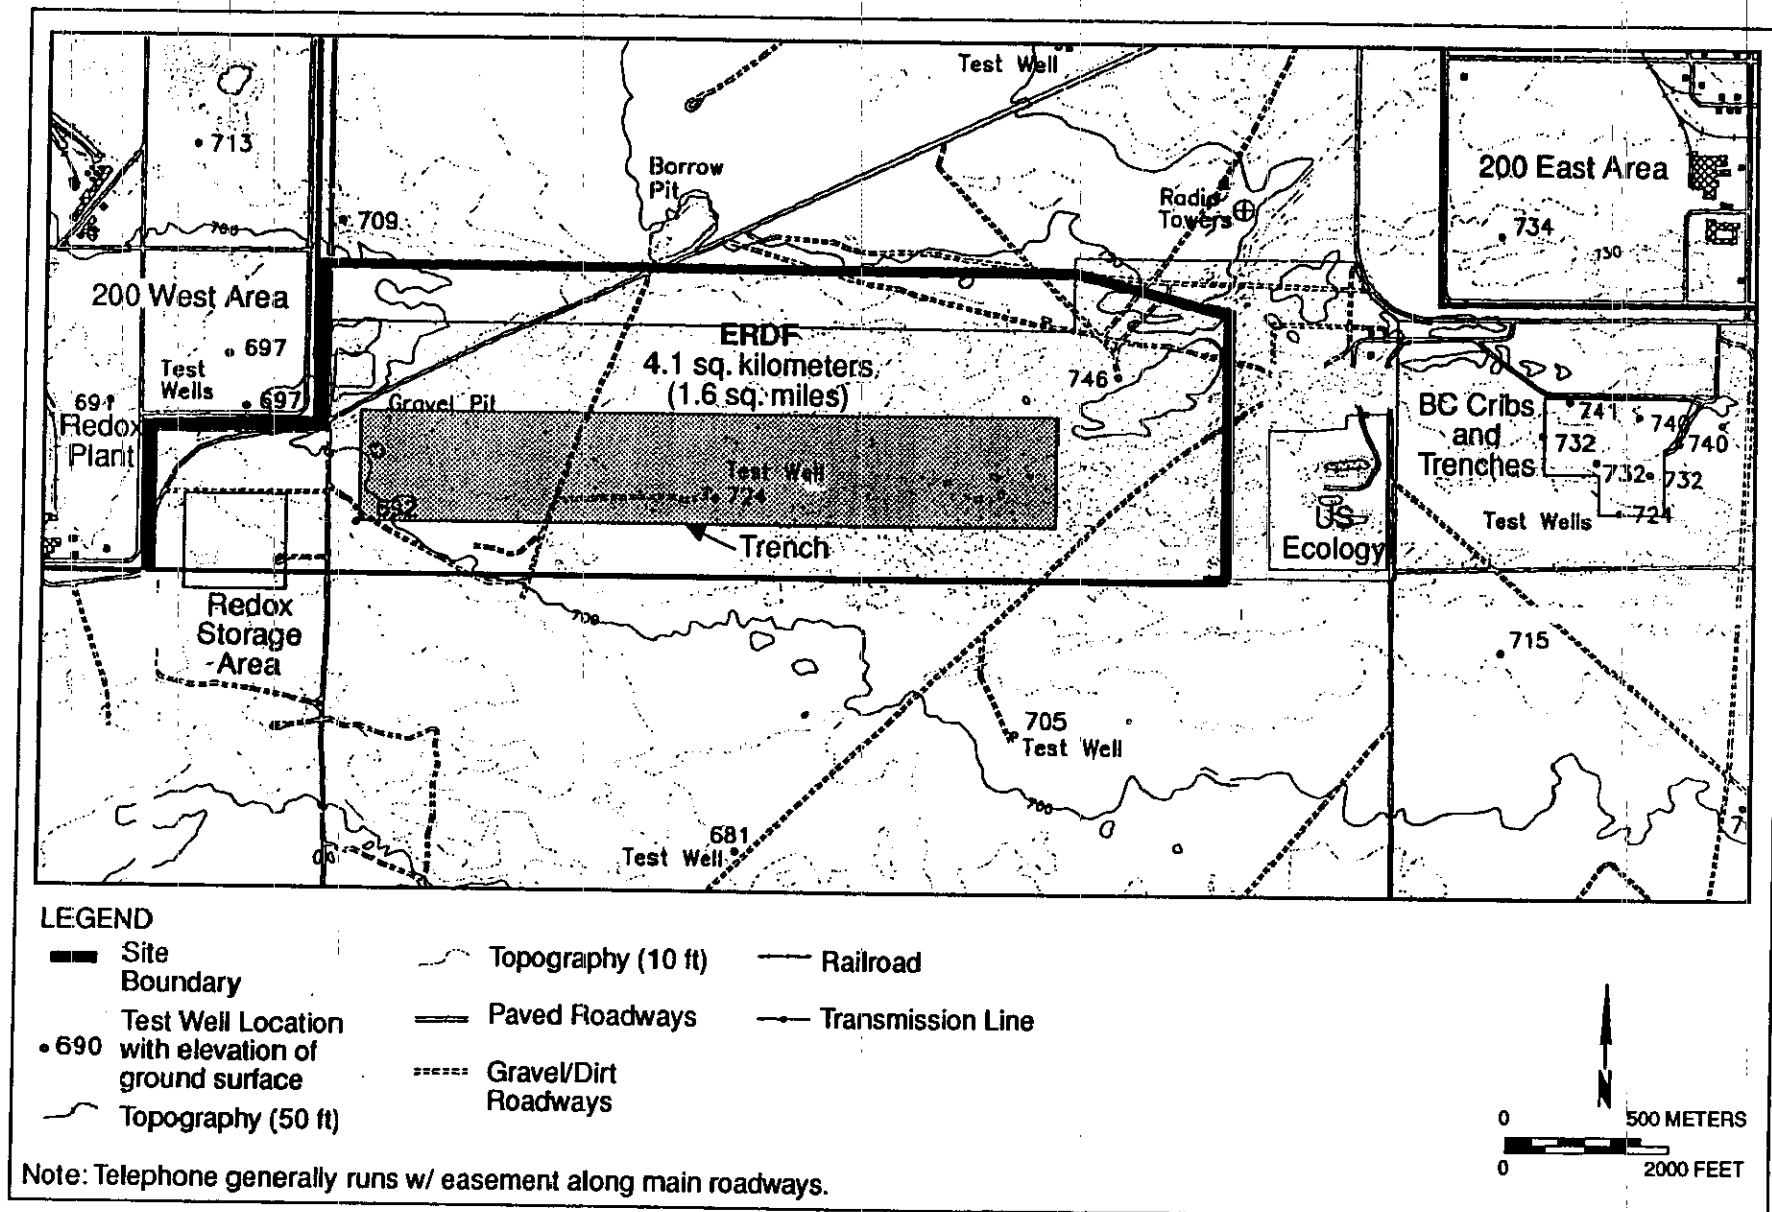 Test Well
713
Borrow
Pit
200 East Area
Radio
Towers
734
700
709
730
200 West Area
ERDF
4.1 sq. kilometers,
(1.6 sq. miles)
697
Test
Wells
746
697
691
Redox
Plant
Gravel Pit
BC Cribs
and
Trenches
741
740
740
732
732
732
Test Well
724
692
US
Ecology
Test Wells
724
Trench
Redox
Storage
Area
700
715
705
Test Well
700
681
Test Well
LEGEND
Site
Boundary
690
Test Well Location
with elevation of
ground surface
Topography (50 ft)
Topography (10 ft)
Paved Roadways
Gravel/Dirt
Roadways
Railroad
Transmission Line
N
0 500 METERS
0 2000 FEET
Note: Telephone generally runs w/ easement along main roadways.